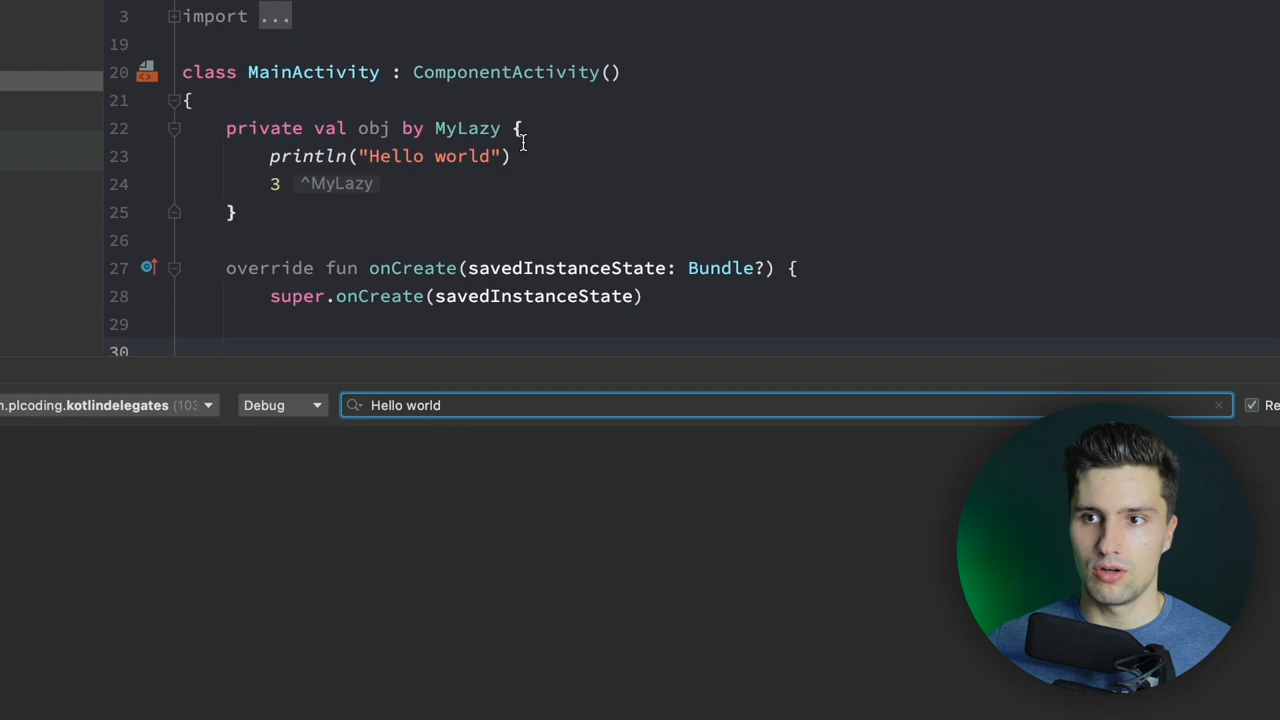 3 import ...
19
20 class MainActivity : ComponentActivity()
21 {
22 private val obj by MyLazy {
23 println("Hello world")
24 3 ^MyLazy
25 }
26
27 override fun onCreate(savedInstanceState: Bundle?) {
28 super.onCreate(savedInstanceState)
29
30
n.plcoding.kotlindelegates (103 Debug Hello world Re